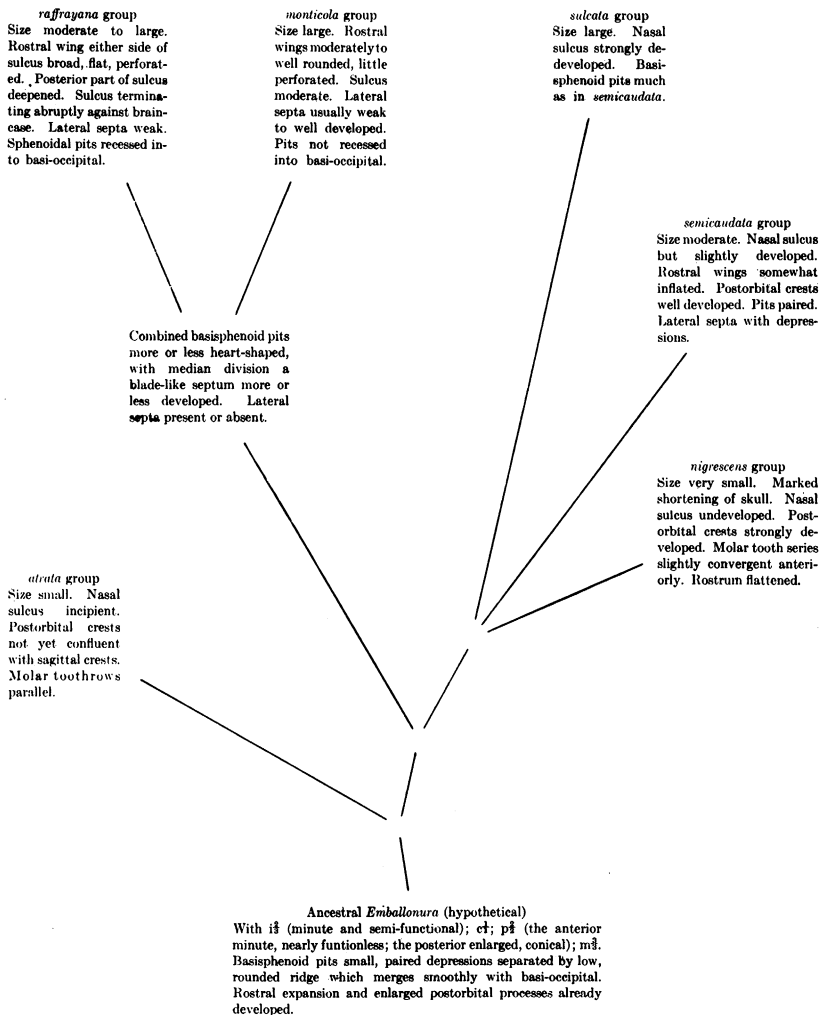 raffrayana group
Size moderate to large.
Rostral wing either side of
sulcus broad, flat, perforat-
ed. Posterior part of sulcus
deepened. Sulcus termina-
ting abruptly against brain-
case. Lateral septa weak.
Sphenoidal pits recessed in-
to basi-occipital.
monticola group
Size large. Rostral
wings moderately to
well rounded, little
perforated. Sulcus
moderate. Lateral
septa usually weak
to well developed.
Pits not recessed
into basi-occipital.
sulcata group
Size large. Nasal
sulcus strongly de-
developed. Basi-
sphenoid pits much
as in semicaudata.
semicaudata group
Size moderate. Nasal sulcus
but slightly developed.
Rostral wings somewhat
inflated. Postorbital crests
well developed. Pits paired.
Lateral septa with depres-
sions.
Combined basisphenoid pits
more or less heart-shaped,
with median division a
blade-like septum more or
less developed. Lateral
septa present or absent.
nigrescens group
Size very small. Marked
shortening of skull. Nasal
sulcus undeveloped. Post-
orbital crests strongly de-
veloped. Molar tooth series
slightly convergent anteri-
orly. Rostrum flattened.
atrata group
Size small. Nasal
sulcus incipient.
Postorbital crests
not yet confluent
with sagittal crests.
Molar toothrows
parallel.
Ancestral Emballonura (hypothetical)
With i (minute and semi-functional); c; p (the anterior
minute, nearly funtionless; the posterior enlarged, conical); m.
Basisphenoid pits small, paired depressions separated by low,
rounded ridge which merges smoothly with basi-occipital.
Rostral expansion and enlarged postorbital processes already
developed.